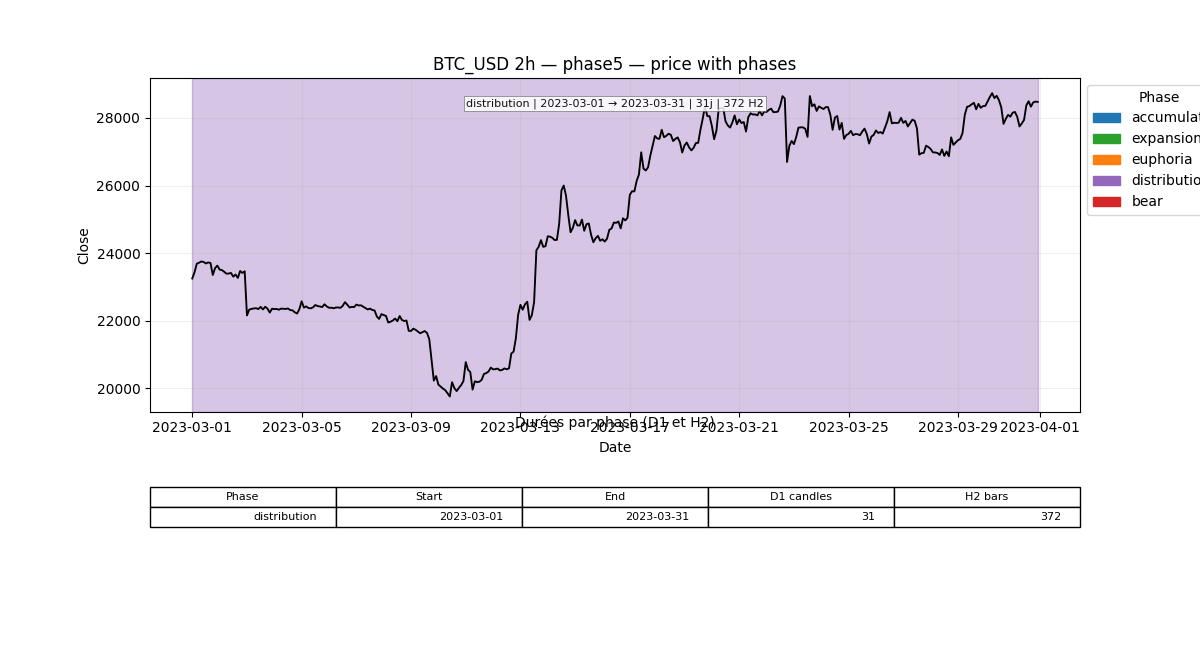 BTC_USD 2h — phase5 — price with phases
distribution | 2023-03-01 → 2023-03-31 | 31j | 372 H2
Phase
accumulat
expansion
euphoria
distributio
bear
Close
28000
26000
24000
22000
20000
Durées par phase (D1 et H2)
2023-03-01 2023-03-05 2023-03-09 2023-03-13 2023-03-17 2023-03-21 2023-03-25 2023-03-29 2023-04-01
Date
Phase Start End D1 candles H2 bars
distribution 2023-03-01 2023-03-31 31 372